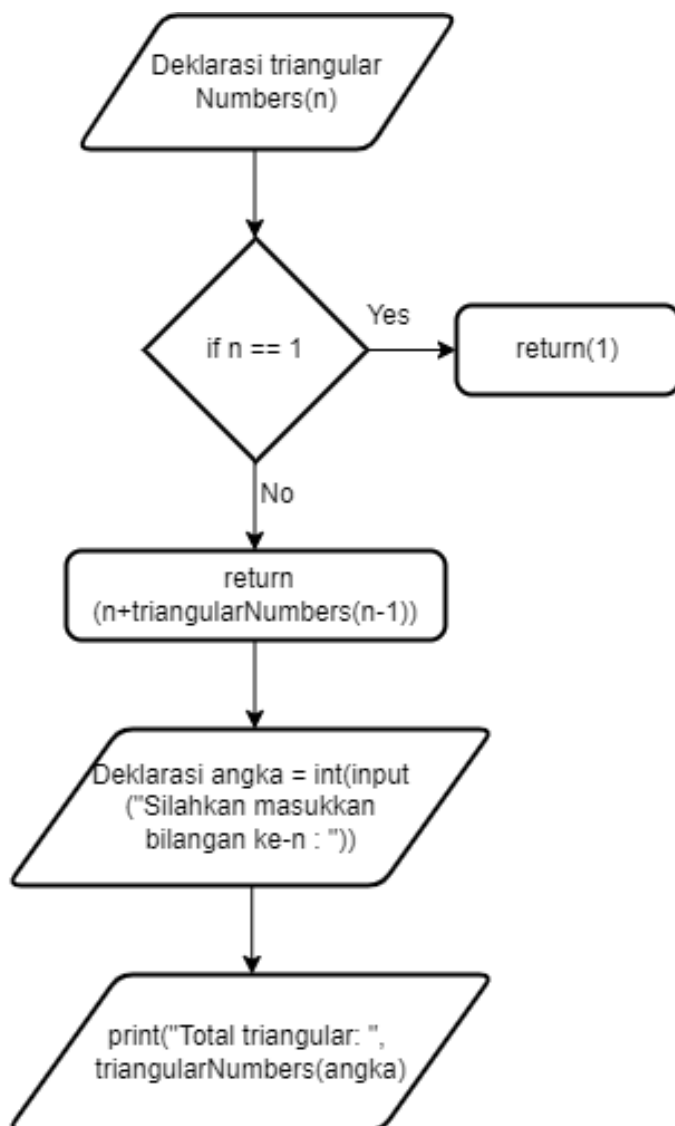 Deklarasi triangular
Numbers(n)
if n == 1
Yes
return(1)
No
return
(n+triangularNumbers(n-1))
Deklarasi angka = int(input
("Silahkan masukkan
bilangan ke-n : "))
print("Total triangular: ",
triangularNumbers(angka)